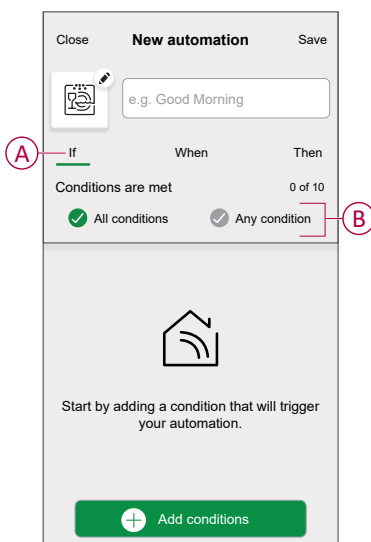 Close New automation Save
e.g. Good Morning
A If When Then
Conditions are met 0 of 10
All conditions Any condition B
Start by adding a condition that will trigger
your automation.
Add conditions